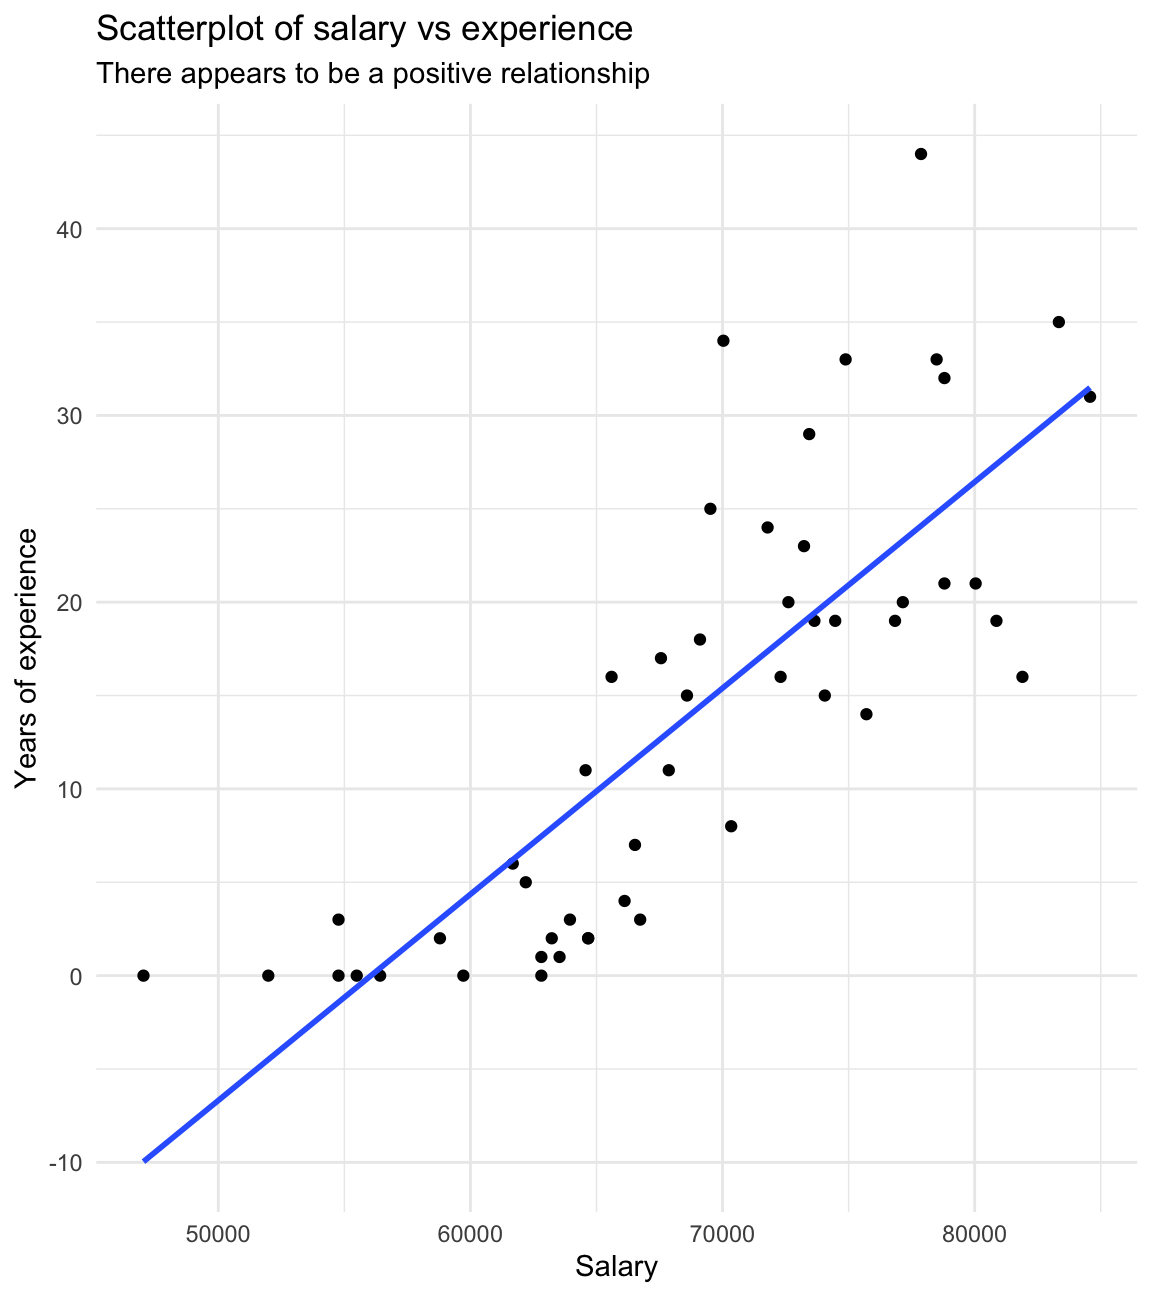 Scatterplot of salary vs experience
There appears to be a positive relationship
40
30
20
10
0
-10
Years of experience
50000 60000 70000 80000
Salary